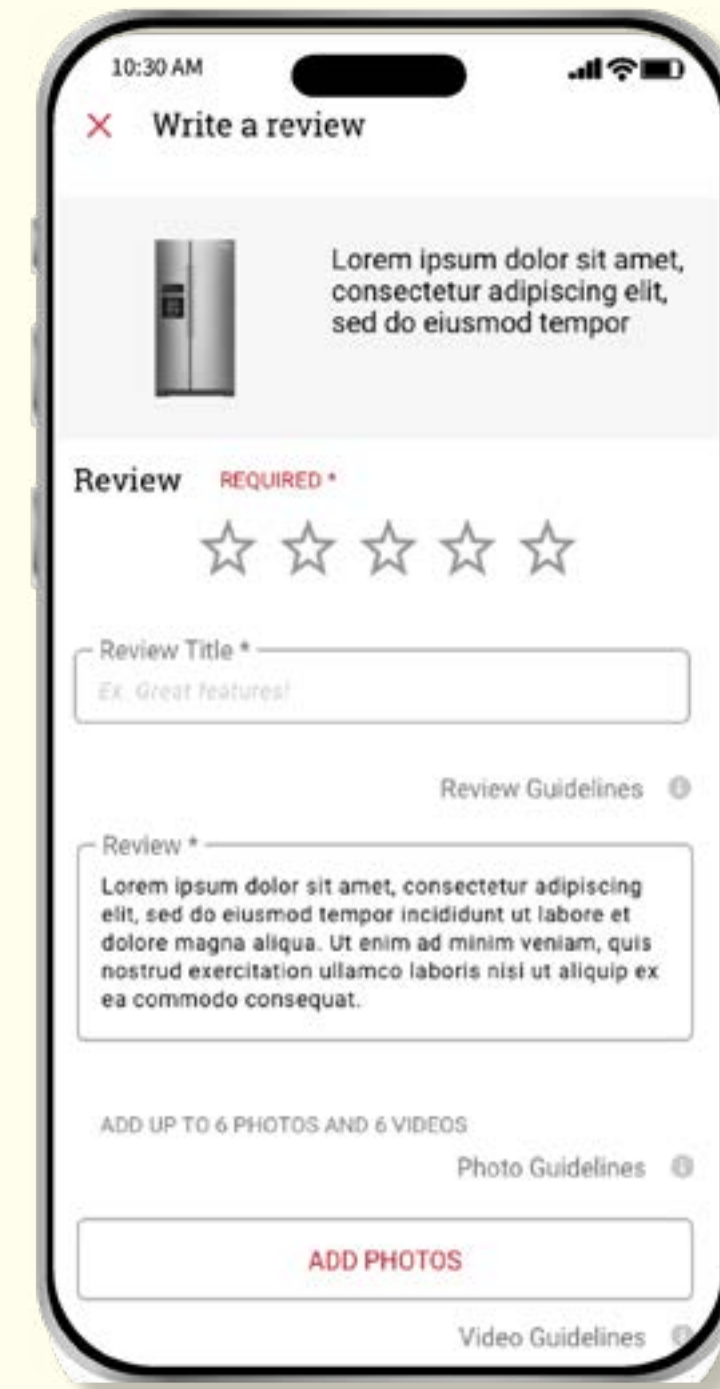 10:30 AM
Write a review
Lorem ipsum dolor sit amet,
consectetur adipiscing elit,
sed do eiusmod tempor
Review REQUIRED *
Review Title *
Ex. Great features!
Review Guidelines
Review *
Lorem ipsum dolor sit amet, consectetur adipiscing
elit, sed do eiusmod tempor incididunt ut labore et
dolore magna aliqua. Ut enim ad minim veniam, quis
nostrud exercitation ullamco laboris nisi ut aliquip ex
ea commodo consequat.
ADD UP TO 6 PHOTOS AND 6 VIDEOS
Photo Guidelines
ADD PHOTOS
Video Guidelines